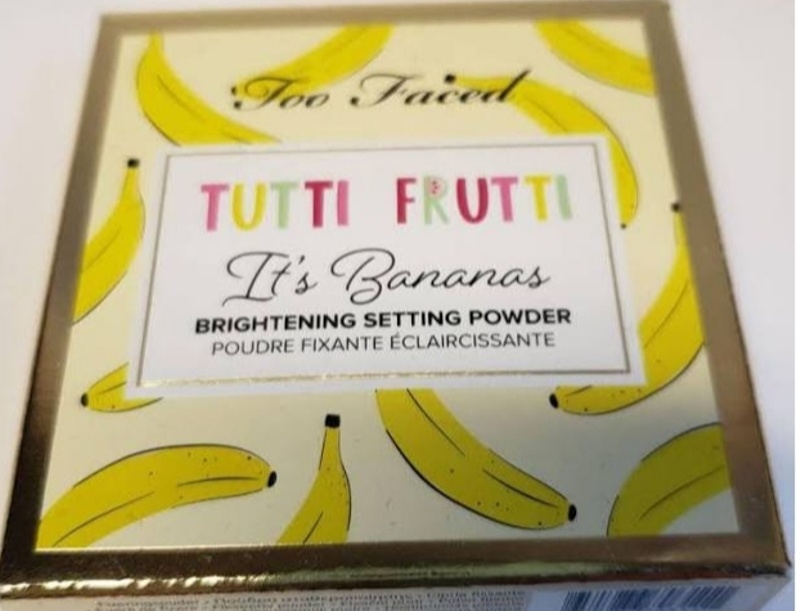 Too Faced
TUTTI FRUTTI
It's Bananas
BRIGHTENING SETTING POWDER
POUDRE FIXANTE ÉCLAIRCISSANTE